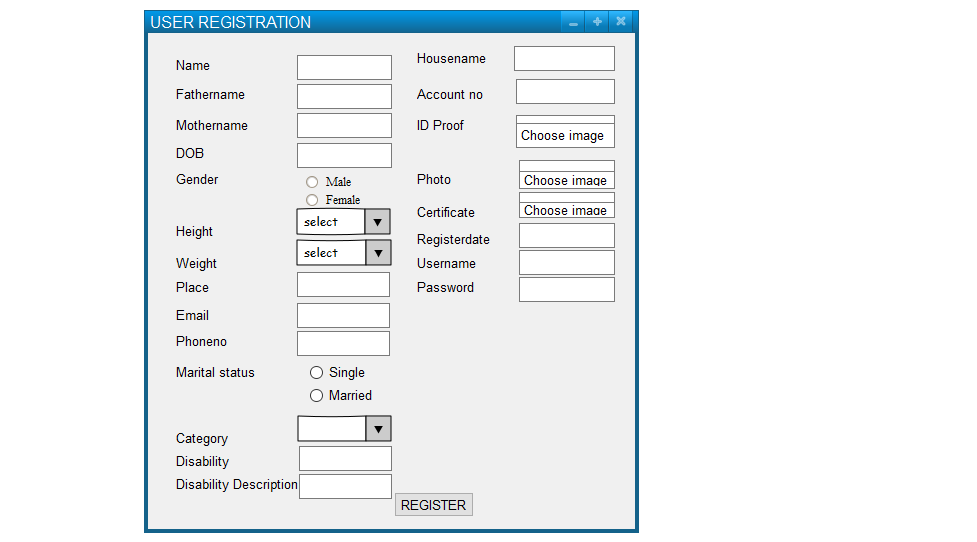 USER REGISTRATION
Name
Fathername
Mothername
DOB
Gender
Male
Female
Height
select
Weight
select
Place
Email
Phoneno
Marital status
Single
Married
Category
Disability
Disability Description
Housename
Account no
ID Proof
Choose image
Photo
Choose image
Certificate
Choose image
Registerdate
Username
Password
REGISTER